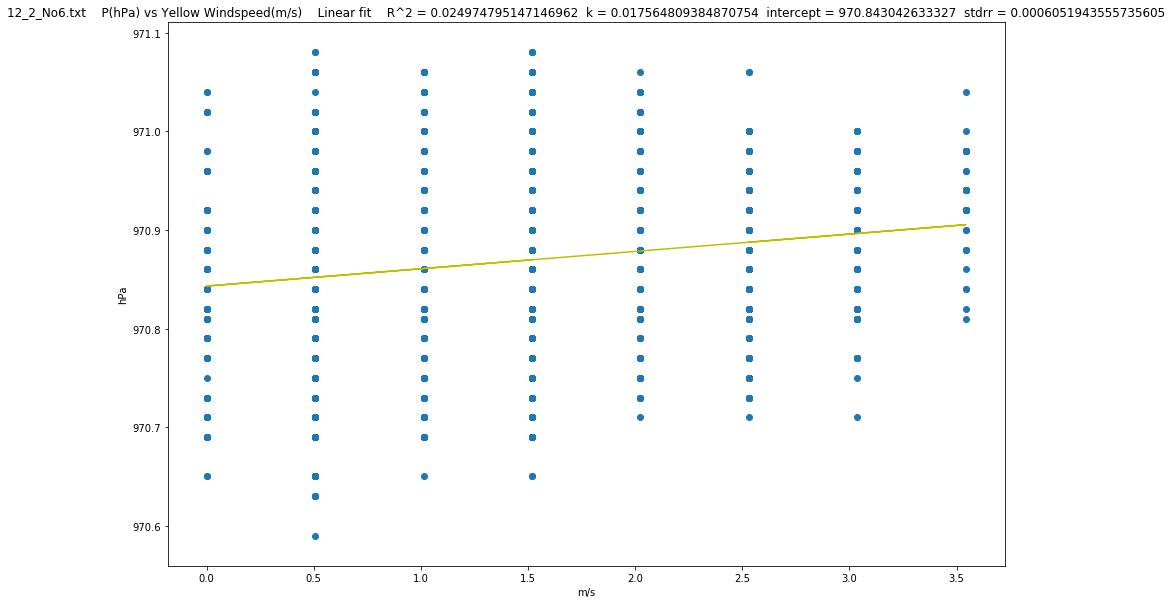 12_2_No6.txt P(hPa) vs Yellow Windspeed(m/s) Linear fit R^2 = 0.024974795147146962 k = 0.017564809384870754 intercept = 970.843042633327 stdrr = 0.0006051943555735605
971.1
971.0
970.9
970.8
970.7
970.6
hPa
0.0 0.5 1.0 1.5 2.0 2.5 3.0 3.5
m/s